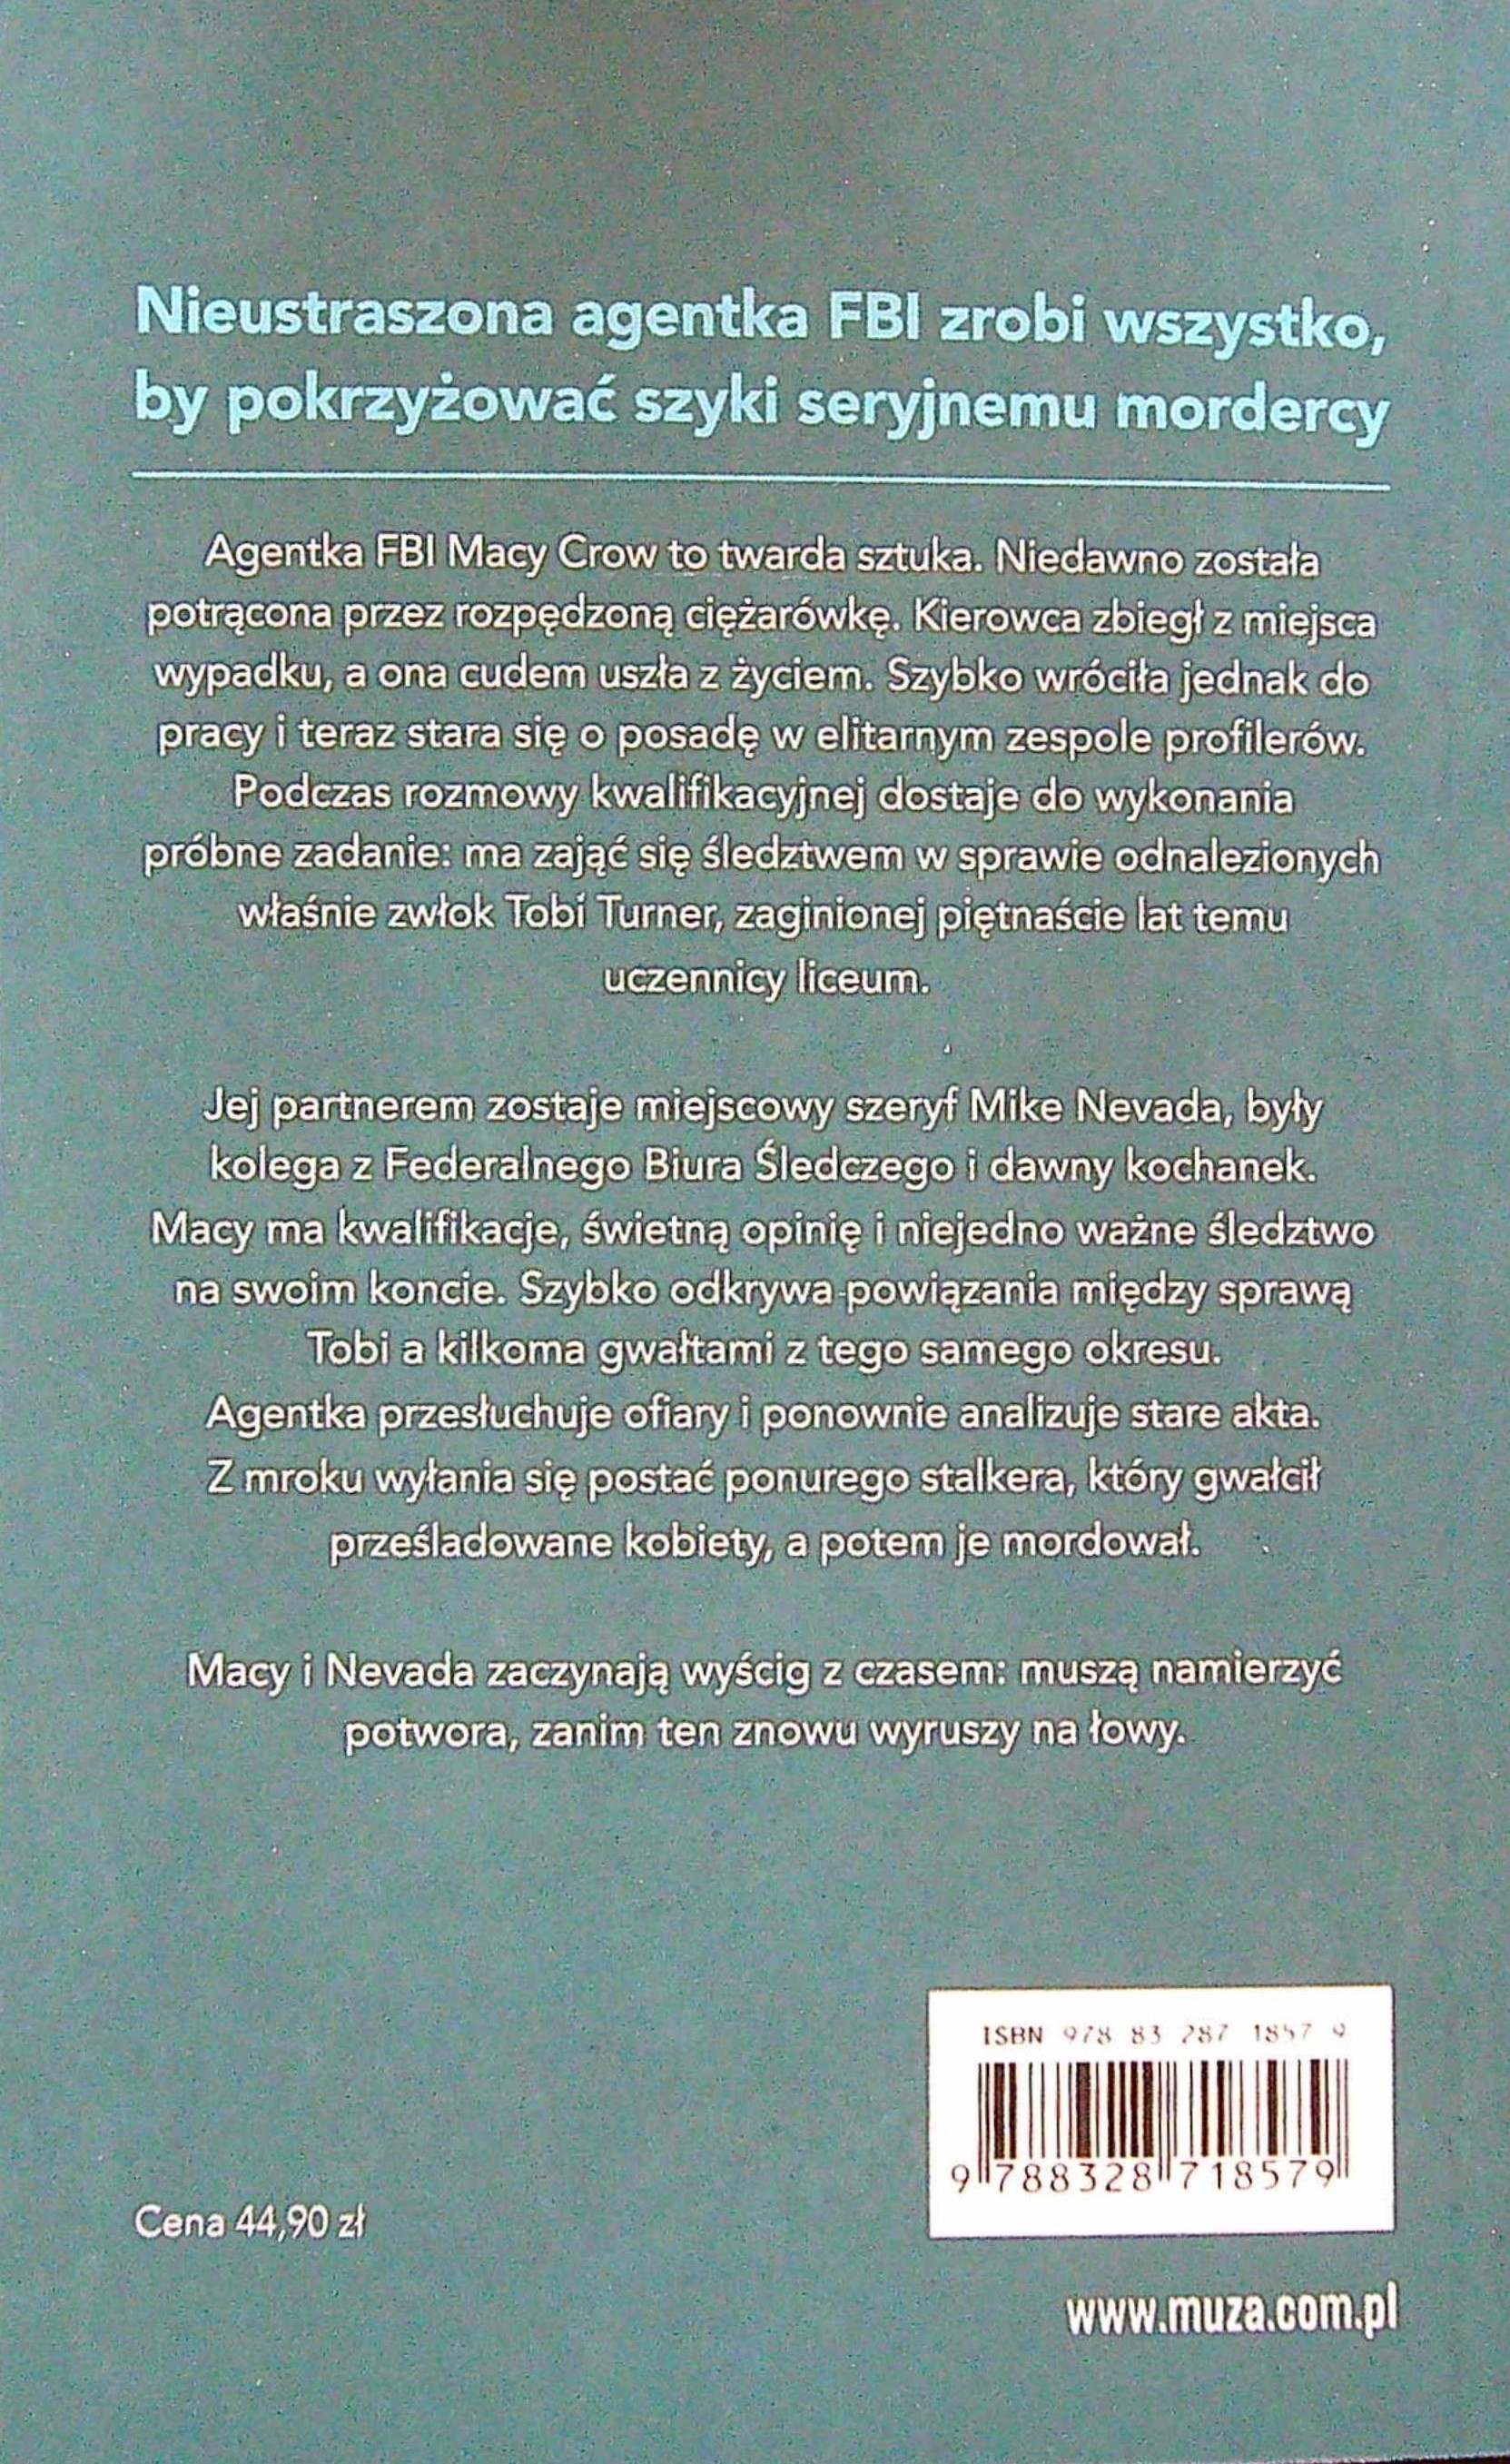 Nieustraszona agentka FBI zrobi wszystko,
by pokrzyżować szyki seryjnemu mordercy
Agentka FBI Macy Crow to twarda sztuka. Niedawno została
potrącona przez rozpędzoną ciężarówkę. Kierowca zbiegł z miejsca
wypadku, a ona cudem uszła z życiem. Szybko wróciła jednak do
pracy i teraz stara się o posadę w elitarnym zespole profilerów.
Podczas rozmowy kwalifikacyjnej dostaje do wykonania
próbne zadanie: ma zająć się śledztwem w sprawie odnalezionych
właśnie zwłok Tobi Turner, zaginionej piętnaście lat temu
uczennicy liceum.
Jej partnerem zostaje miejscowy szeryf Mike Nevada, były
kolega z Federalnego Biura Śledczego i dawny kochanek.
Macy ma kwalifikacje, świetną opinię i niejedno ważne śledztwo
na swoim koncie. Szybko odkrywa powiązania między sprawą
Tobi a kilkoma gwałtami z tego samego okresu.
Agentka przesłuchuje ofiary i ponownie analizuje stare akta.
Z mroku wyłania się postać ponurego stalkera, który gwałcił
prześladowane kobiety, a potem je mordował.
Macy i Nevada zaczynają wyścig z czasem: muszą namierzyć
potwora, zanim ten znowu wyruszy na łowy.
ISBN 978 83 287 1857 9
9 788328 718579
Cena 44,90 zł
www.muza.com.pl